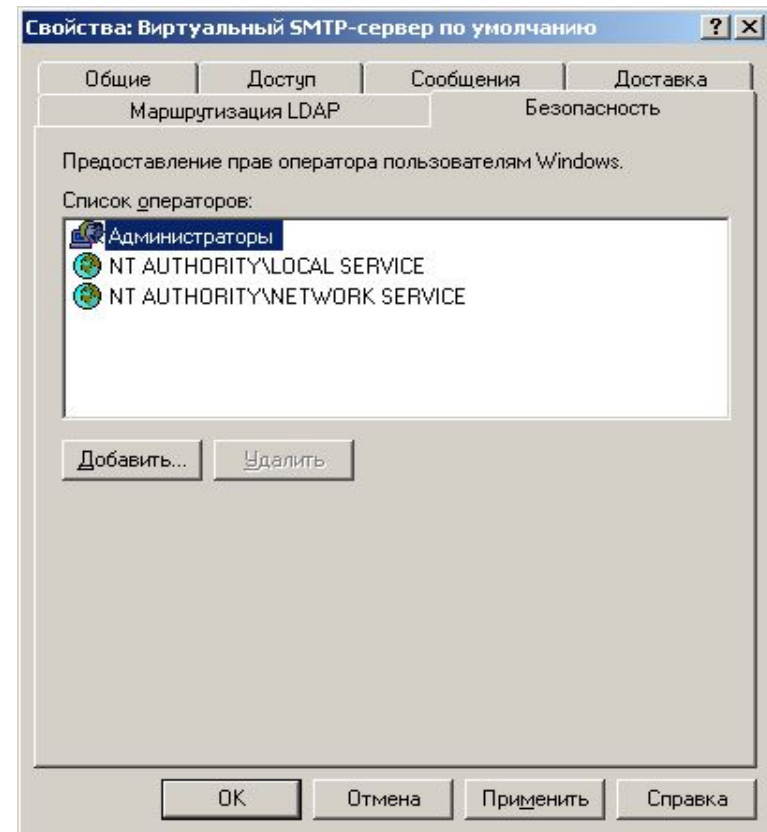 Свойства: Виртуальный SMTP-сервер по умолчанию
Общие Доступ Сообщения Доставка
Маршрутизация LDAP Безопасность
Предоставление прав оператора пользователям Windows.
Список операторов:
Администраторы
NT AUTHORITY\LOCAL SERVICE
NT AUTHORITY\NETWORK SERVICE
Добавить... Удалить
OK Отмена Применить Справка